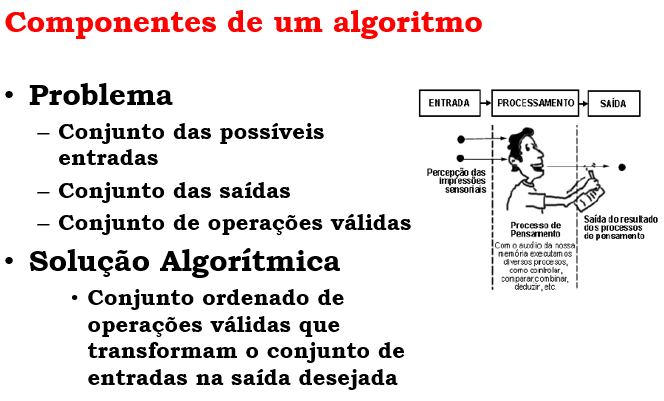 Componentes de um algoritmo
• Problema
– Conjunto das possíveis
entradas
– Conjunto das saídas
– Conjunto de operações válidas
• Solução Algorítmica
• Conjunto ordenado de
operações válidas que
transformam o conjunto de
entradas na saída desejada
ENTRADA
PROCESSAMENTO
SAÍDA
Percepção das
impressões
sensoriais
Processo de
Pensamento
Com o auxílio da nossa
memória executamos
diversos procesos,
como controlar,
comparar, combinar,
deduzir, etc.
Saída do resultado
dos processos
de pensamento